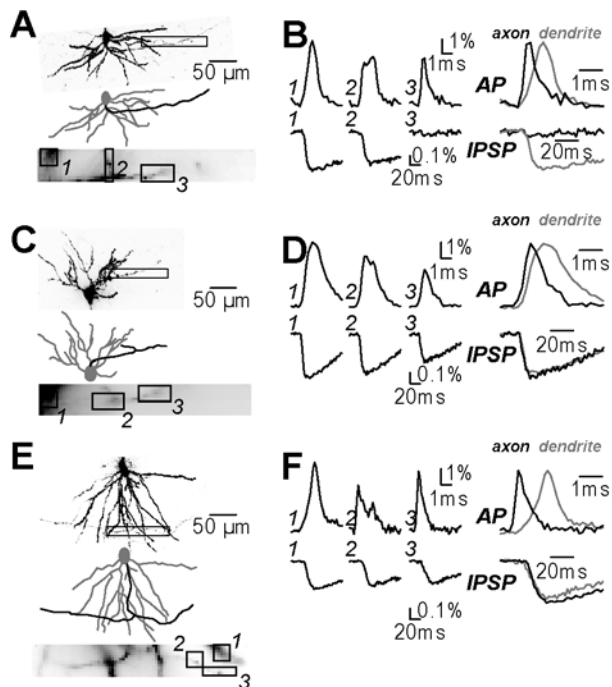 A
50 µm
1
2
3
B
1
2
3
1%
1ms
axon dendrite
AP
1ms
1
2
3
0.1%
20ms
IPSP
20ms
C
50 µm
1
2
3
D
1
2
3
1%
1ms
axon dendrite
AP
1ms
1
2
3
0.1%
20ms
IPSP
20ms
E
50 µm
2
1
3
F
1
2
3
1%
1ms
axon dendrite
AP
1ms
1
2
3
0.1%
20ms
IPSP
20ms